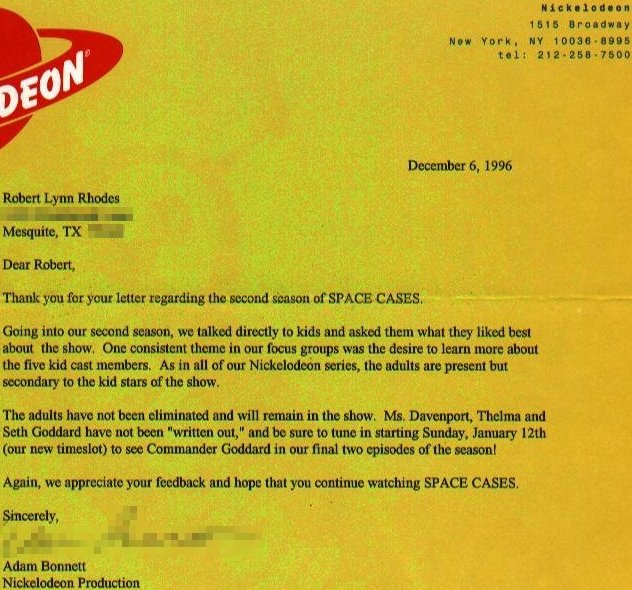 Nickelodeon
1515 Broadway
New York, NY 10036-8995
tel: 212-258-7500
DEON®
December 6, 1996
Robert Lynn Rhodes
Mesquite, TX
Dear Robert,
Thank you for your letter regarding the second season of SPACE CASES.
Going into our second season, we talked directly to kids and asked them what they liked best
about the show. One consistent theme in our focus groups was the desire to learn more about
the five kid cast members. As in all of our Nickelodeon series, the adults are present but
secondary to the kid stars of the show.
The adults have not been eliminated and will remain in the show. Ms. Davenport, Thelma and
Seth Goddard have not been "written out," and be sure to tune in starting Sunday, January 12th
(our new timeslot) to see Commander Goddard in our final two episodes of the season!
Again, we appreciate your feedback and hope that you continue watching SPACE CASES.
Sincerely,
Adam Bonnett
Nickelodeon Production